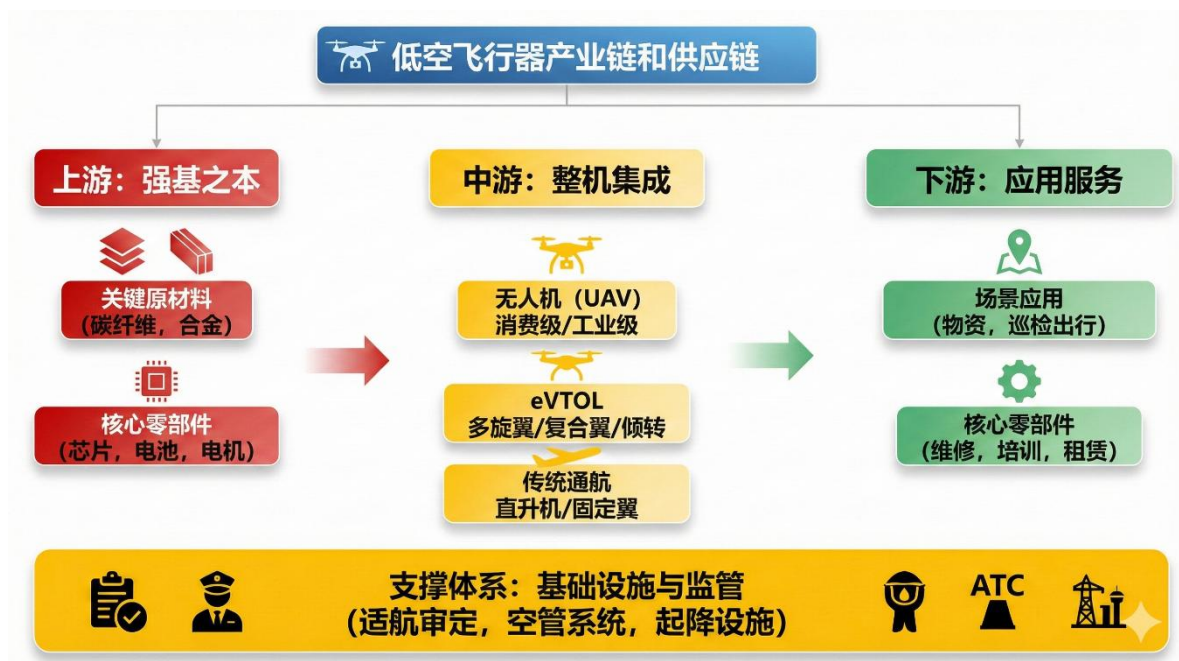 低空飞行器产业链和供应链
上游：强基之本
关键原材料
（碳纤维，合金）
核心零部件
（芯片，电池，电机）
中游：整机集成
无人机（UAV）
消费级/工业级
eVTOL
多旋翼/复合翼/倾转
传统通航
直升机/固定翼
下游：应用服务
场景应用
（物资，巡检出行）
核心零部件
（维修，培训，租赁）
支撑体系：基础设施与监管
（适航审定，空管系统，起降设施）
ATC